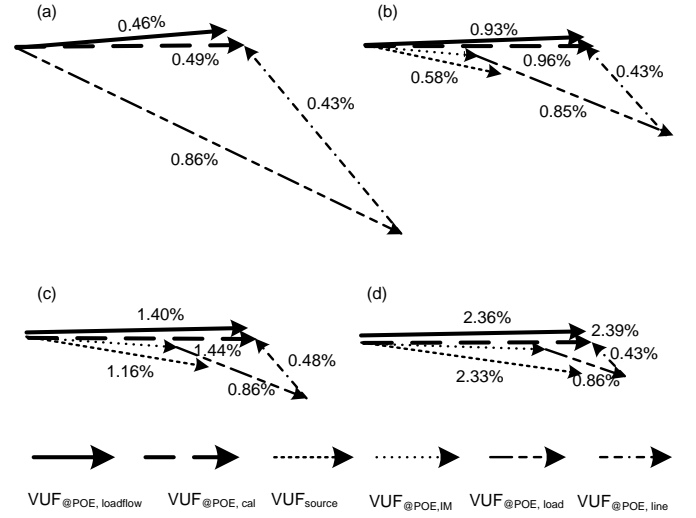 (a)
0.46%
0.49%
0.43%
0.86%
(b)
0.93%
0.96%
0.58%
0.43%
0.85%
(c)
1.40%
1.44%
1.16%
0.48%
0.86%
(d)
2.36%
2.39%
0.43%
2.33%
0.86%
VUF@POE, loadflow
VUF@POE, cal
VUFsource
VUF@POE,IM
VUF@POE, load
VUF@POE, line